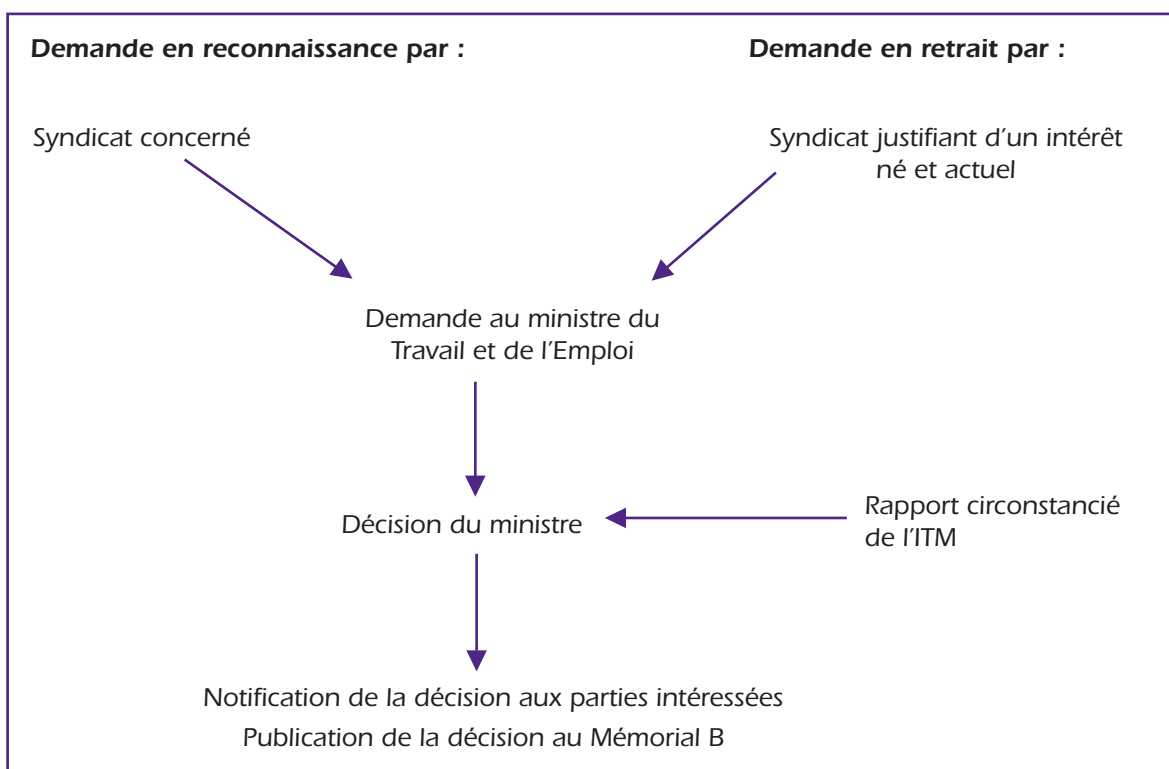 Demande en reconnaissance par :
Demande en retrait par :
Syndicat concerné
Syndicat justifiant d’un intérêt
né et actuel
Demande au ministre du
Travail et de l’Emploi
Décision du ministre
Rapport circonstancié
de l’ITM
Notification de la décision aux parties intéressées
Publication de la décision au Mémorial B